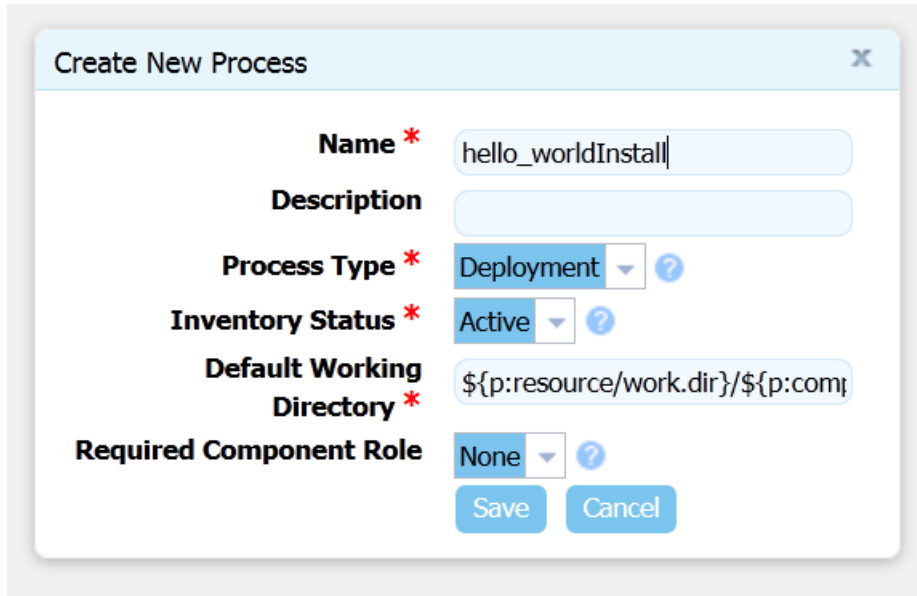 Create New Process x
Name * hello_worldInstall
Description
Process Type * Deployment ?
Inventory Status * Active ?
Default Working
Directory * ${p:resource/work.dir}/${p:comp
Required Component Role None ?
Save Cancel